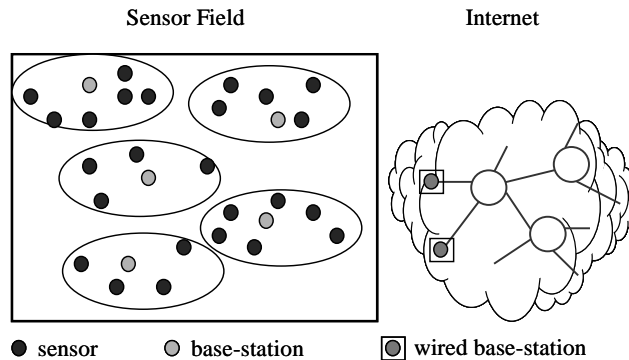 Sensor Field
Internet
sensor
base-station
wired base-station